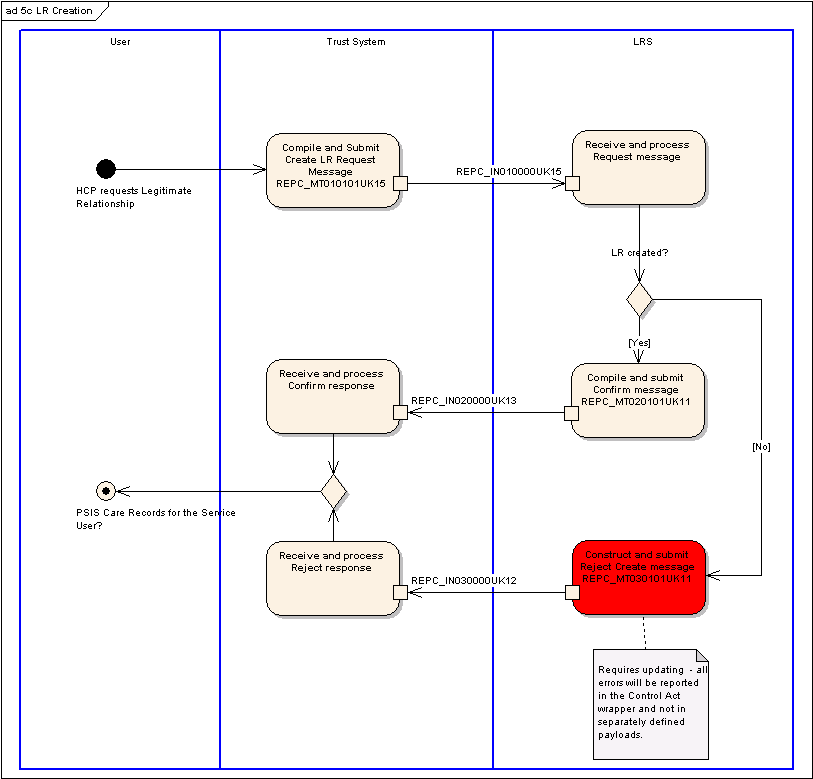 ad 5c LR Creation
User
Trust System
LRS
HCP requests Legitimate
Relationship
Compile and Submit
Create LR Request
Message
REPC_MT010101UK15
REPC_IN010000UK15
Receive and process
Request message
LR created?
[Yes]
[No]
Compile and submit
Confirm message
REPC_MT020101UK11
REPC_IN020000UK13
Receive and process
Confirm response
PSIS Care Records for the Service
User?
Receive and process
Reject response
REPC_IN030000UK12
Construct and submit
Reject Create message
REPC_MT030101UK11
Requires updating - all
errors will be reported
in the Control Act
wrapper and not in
separately defined
payloads.